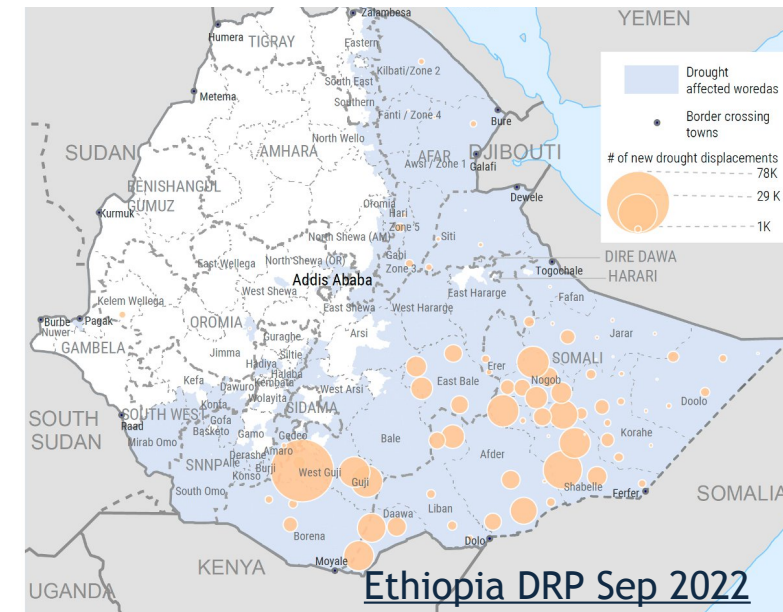 YEMEN
Zalambesa
Humera
TIGRAY
Eastern
Kilbati/Zone 2
South East
Metema
Southern
Fanti / Zone 4
Bure
North Wello
SUDAN
AMHARA
AFAR
DJIBOUTI
Awsi / Zone 1
Galafi
BENISHANGUL
GUMUZ
Kurmuk
Oromia
Hari
Zone 5
Dewele
North Shewa (AM)
Siti
Gabi
Zone 3
DIRE DAWA
HARARI
East Wellega
North Shewa (OR)
Addis Ababa
Togochale
West Shewa
East Hararge
Fafan
Kelem Wellega
East Shewa
West Hararge
Burbe
Pagak
Nuwer
OROMIA
Arsi
Jarar
GAMBELA
Guraghe
Jimma
Siltie
Hadiya
Halaba
Kembata
Erer
SOMALI
Kefa
Dawuro
Wolayita
West Arsi
East Bale
Nogob
Doolo
SOUTH
SUDAN
SOUTH WEST
Konta
SIDAMA
Raad
Gofa
Basketo
Gamo
Gedeo
Bale
Korahe
Mirab Omo
Derashe
Amaro
Afder
SNNP
Alle
Burji
Konso
West Guji
Guji
Shabelle
South Omo
Ferfer
SOMALIA
Liban
Daawa
Borena
Dolo
KENYA
Moyale
UGANDA
Drought
affected woredas
Border crossing
towns
# of new drought displacements
78K
29 K
1K
Ethiopia DRP Sep 2022